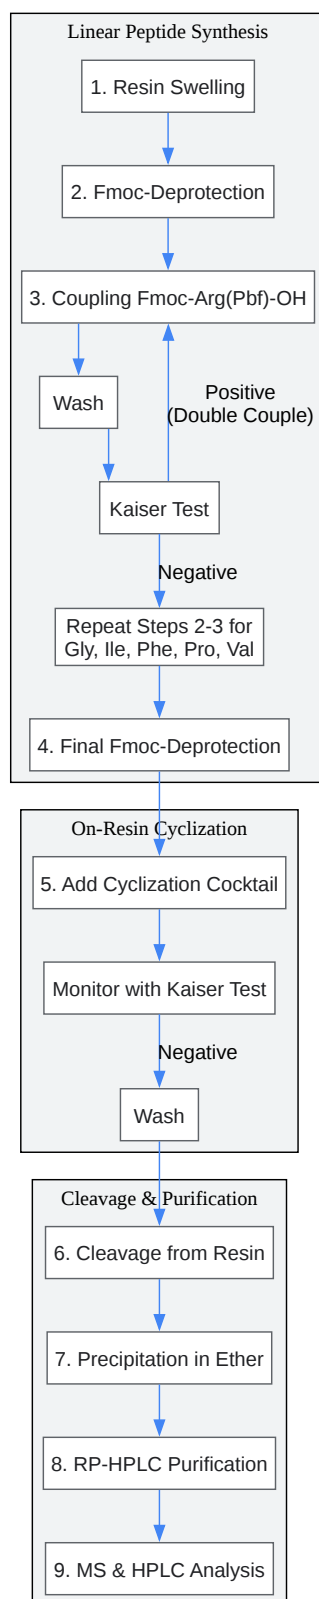 Linear Peptide Synthesis
1. Resin Swelling
2. Fmoc-Deprotection
3. Coupling Fmoc-Arg(Pbf)-OH
Wash
Positive
(Double Couple)
Kaiser Test
Negative
Repeat Steps 2-3 for
Gly, Ile, Phe, Pro, Val
4. Final Fmoc-Deprotection
On-Resin Cyclization
5. Add Cyclization Cocktail
Monitor with Kaiser Test
Negative
Wash
Cleavage & Purification
6. Cleavage from Resin
7. Precipitation in Ether
8. RP-HPLC Purification
9. MS & HPLC Analysis